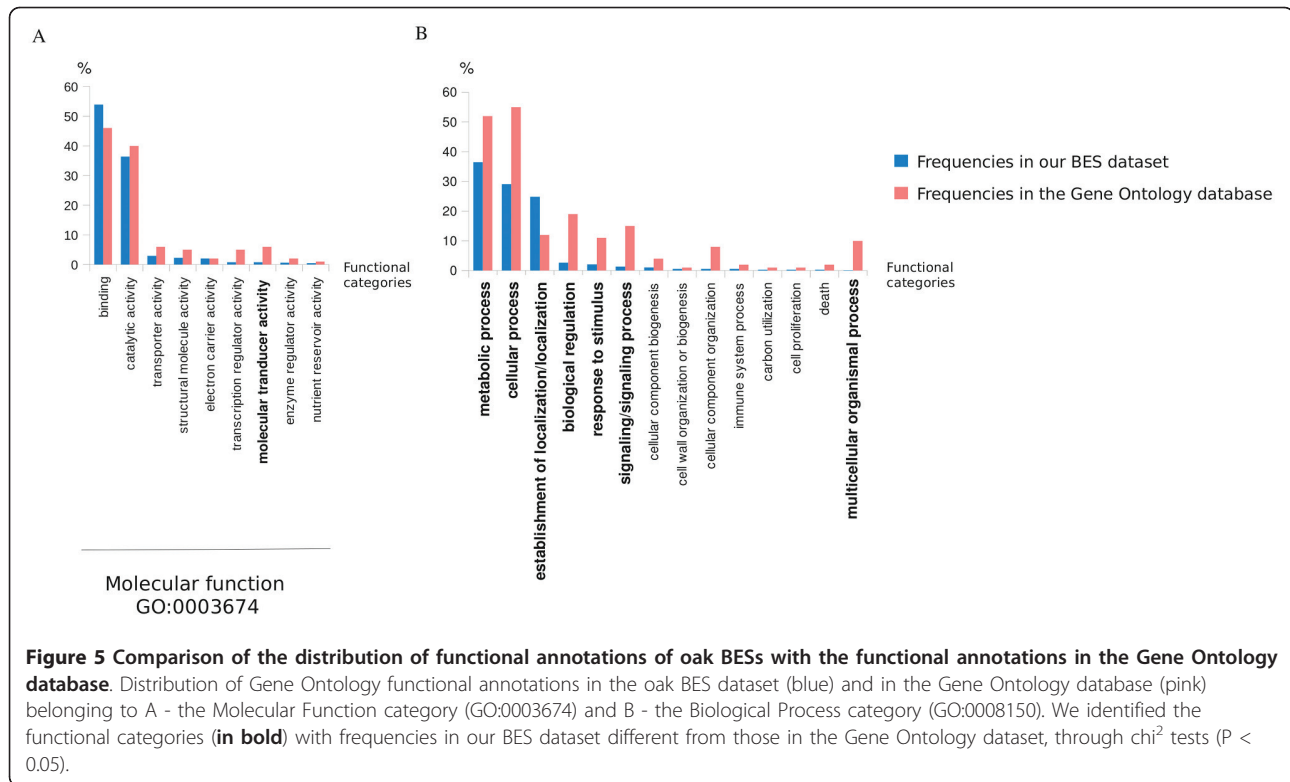 A
%
60
50
40
30
20
10
0
binding
catalytic activity
transporter activity
structural molecule activity
electron carrier activity
transcription regulator activity
molecular tranducer activity
enzyme regulator activity
nutrient reservoir activity
Functional
categories
Molecular function
GO:0003674
B
%
60
50
40
30
20
10
0
metabolic process
cellular process
establishment of localization/localization
biological regulation
response to stimulus
signaling/signaling process
cellular component biogenesis
cell wall organization or biogenesis
cellular component organization
immune system process
carbon utilization
cell proliferation
death
multicellular organismal process
Functional
categories
Frequencies in our BES dataset
Frequencies in the Gene Ontology database
Figure 5 Comparison of the distribution of functional annotations of oak BESs with the functional annotations in the Gene Ontology
database. Distribution of Gene Ontology functional annotations in the oak BES dataset (blue) and in the Gene Ontology database (pink)
belonging to A - the Molecular Function category (GO:0003674) and B - the Biological Process category (GO:0008150). We identified the
functional categories (in bold) with frequencies in our BES dataset different from those in the Gene Ontology dataset, through chi² tests (P <
0.05).